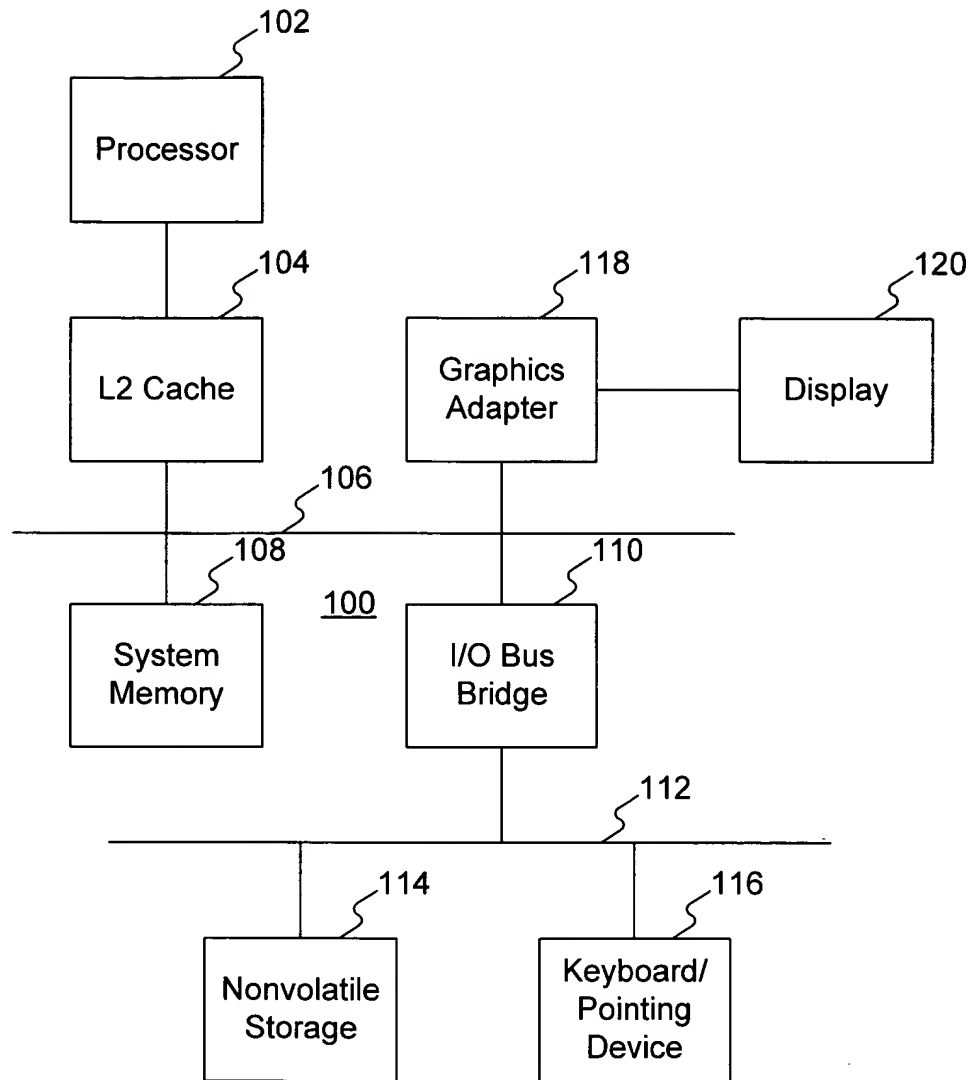 102
Processor
104
L2 Cache
118
Graphics
Adapter
120
Display
106
108
System
Memory
100
110
I/O Bus
Bridge
112
114
Nonvolatile
Storage
116
Keyboard/
Pointing
Device